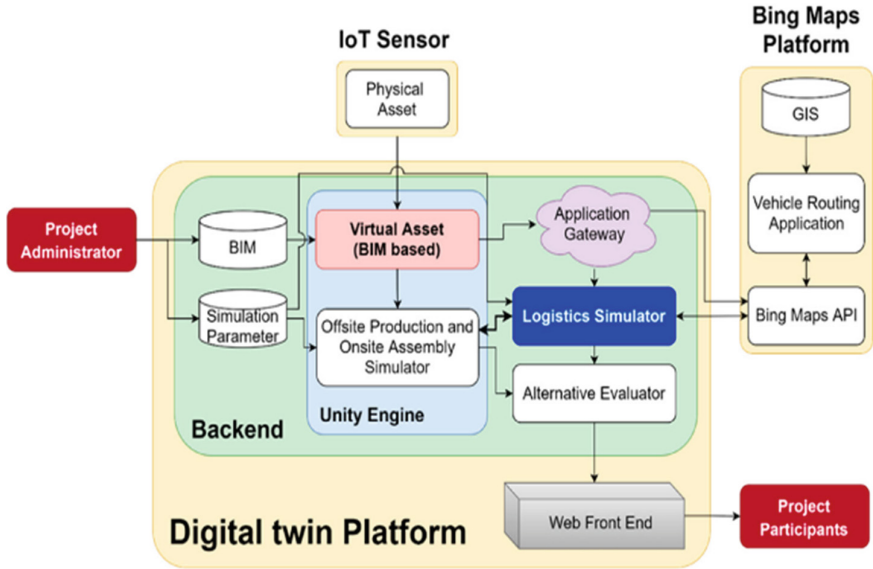 IoT Sensor
Physical
Asset
Bing Maps
Platform
GIS
Vehicle Routing
Application
Bing Maps API
Project
Administrator
BIM
Simulation
Parameter
Virtual Asset
(BIM based)
Offsite Production and
Onsite Assembly
Simulator
Unity Engine
Application
Gateway
Logistics Simulator
Alternative Evaluator
Backend
Web Front End
Digital twin Platform
Project
Participants